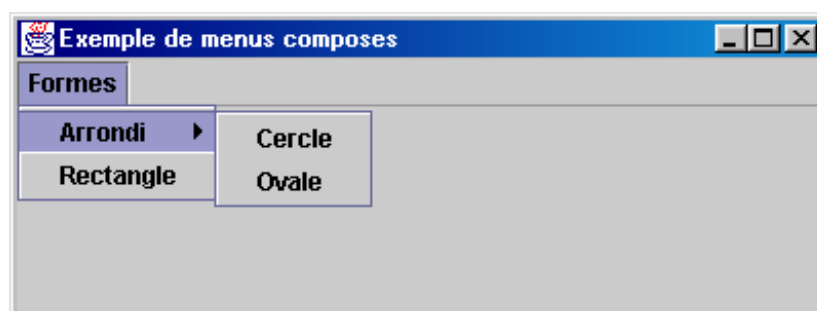 Exemple de menus composes
Formes
Arrondi
Cercle
Rectangle
Ovale